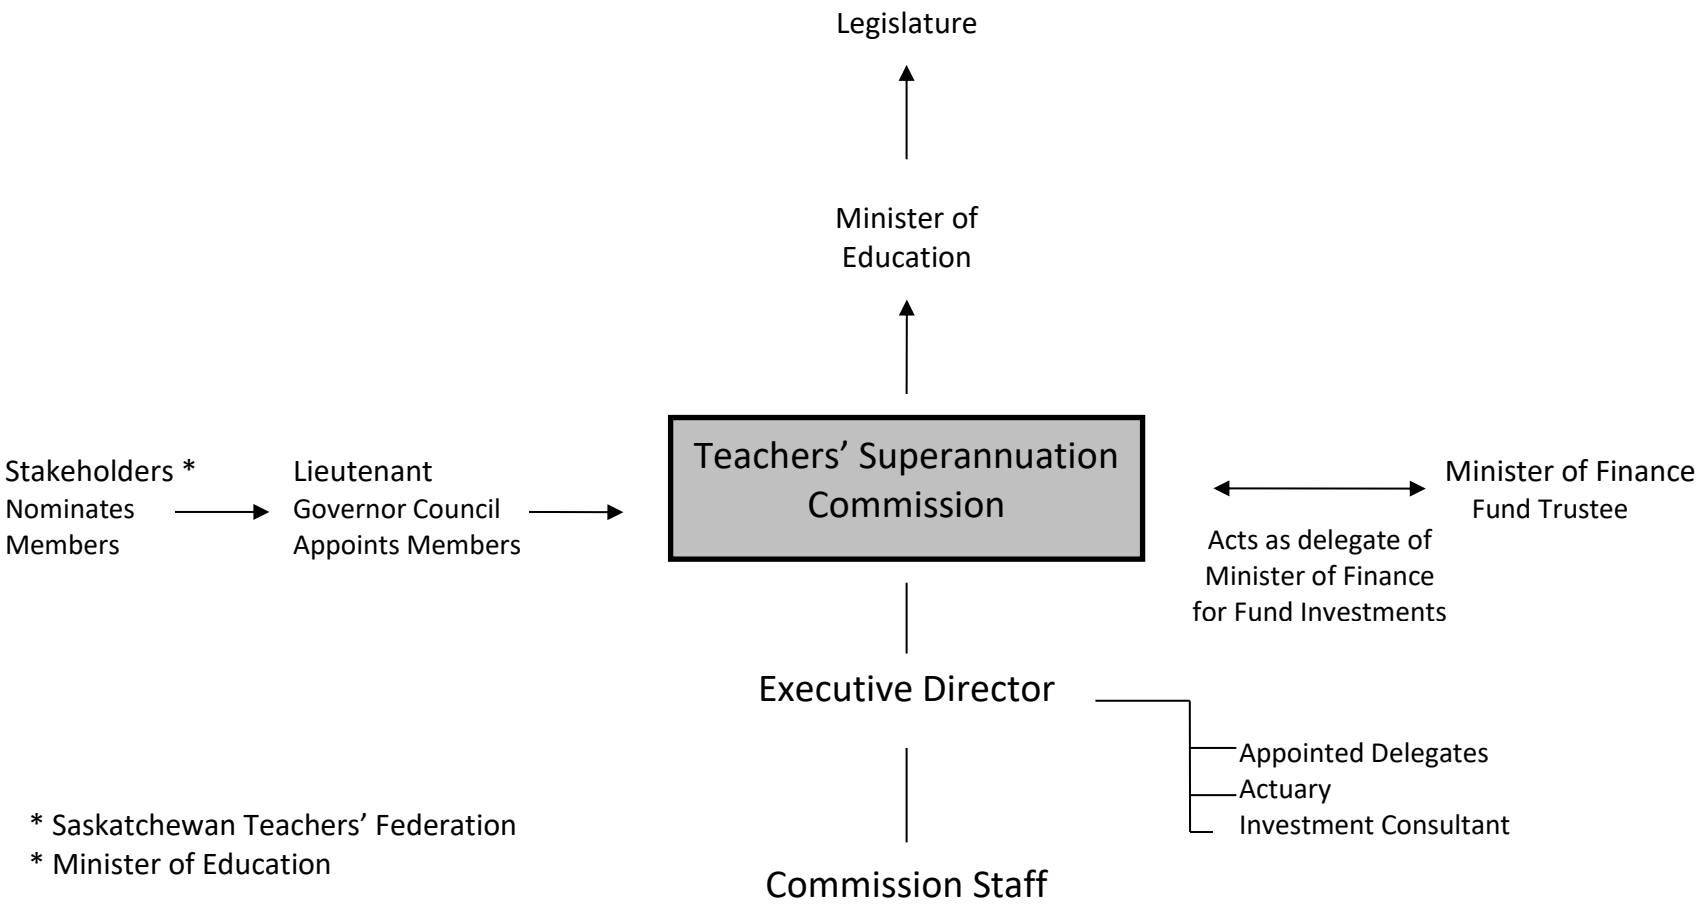 Legislature
Minister of
Education
Teachers’ Superannuation
Commission
Stakeholders *
Nominates
Members
Lieutenant
Governor Council
Appoints Members
Minister of Finance
Fund Trustee
Acts as delegate of
Minister of Finance
for Fund Investments
Executive Director
Appointed Delegates
Actuary
Investment Consultant
* Saskatchewan Teachers’ Federation
* Minister of Education
Commission Staff